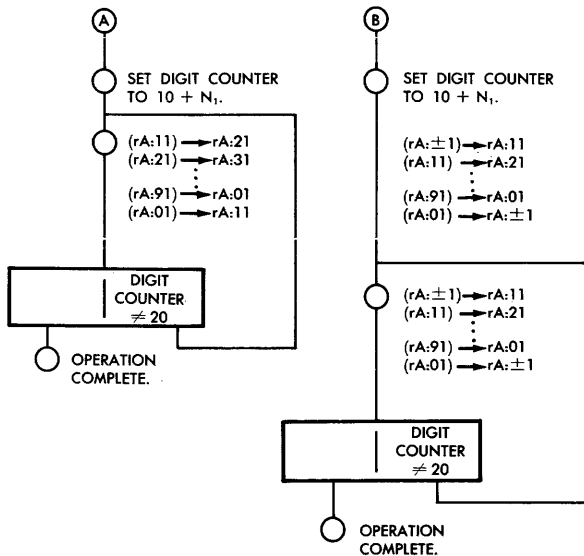 A
SET DIGIT COUNTER
TO 10 + N₁.
(rA:11) → rA:21
(rA:21) → rA:31
(rA:91) → rA:01
(rA:01) → rA:11
DIGIT
COUNTER
≠ 20
OPERATION
COMPLETE.
B
SET DIGIT COUNTER
TO 10 + N₁.
(rA:±1) → rA:11
(rA:11) → rA:21
(rA:91) → rA:01
(rA:01) → rA:±1
(rA:±1) → rA:11
(rA:11) → rA:21
(rA:91) → rA:01
(rA:01) → rA:±1
DIGIT
COUNTER
≠ 20
OPERATION
COMPLETE.